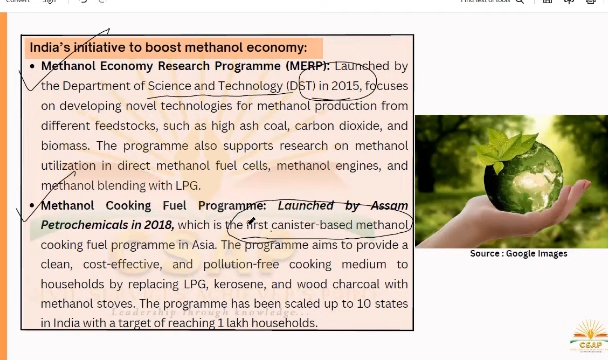 India's initiative to boost methanol economy:
• Methanol Economy Research Programme (MERP): Launched by
the Department of Science and Technology (DST) in 2015, focuses
on developing novel technologies for methanol production from
different feedstocks, such as high ash coal, carbon dioxide, and
biomass. The programme also supports research on methanol
utilization in direct methanol fuel cells, methanol engines, and
methanol blending with LPG.
• Methanol Cooking Fuel Programme: Launched by Assam
Petrochemicals in 2018, which is the first canister-based methanol
cooking fuel programme in Asia. The programme aims to provide a
clean, cost-effective, and pollution-free cooking medium to
households by replacing LPG, kerosene, and wood charcoal with
methanol stoves. The programme has been scaled up to 10 states
in India with a target of reaching 1 lakh households.
Source : Google Images
CSAP